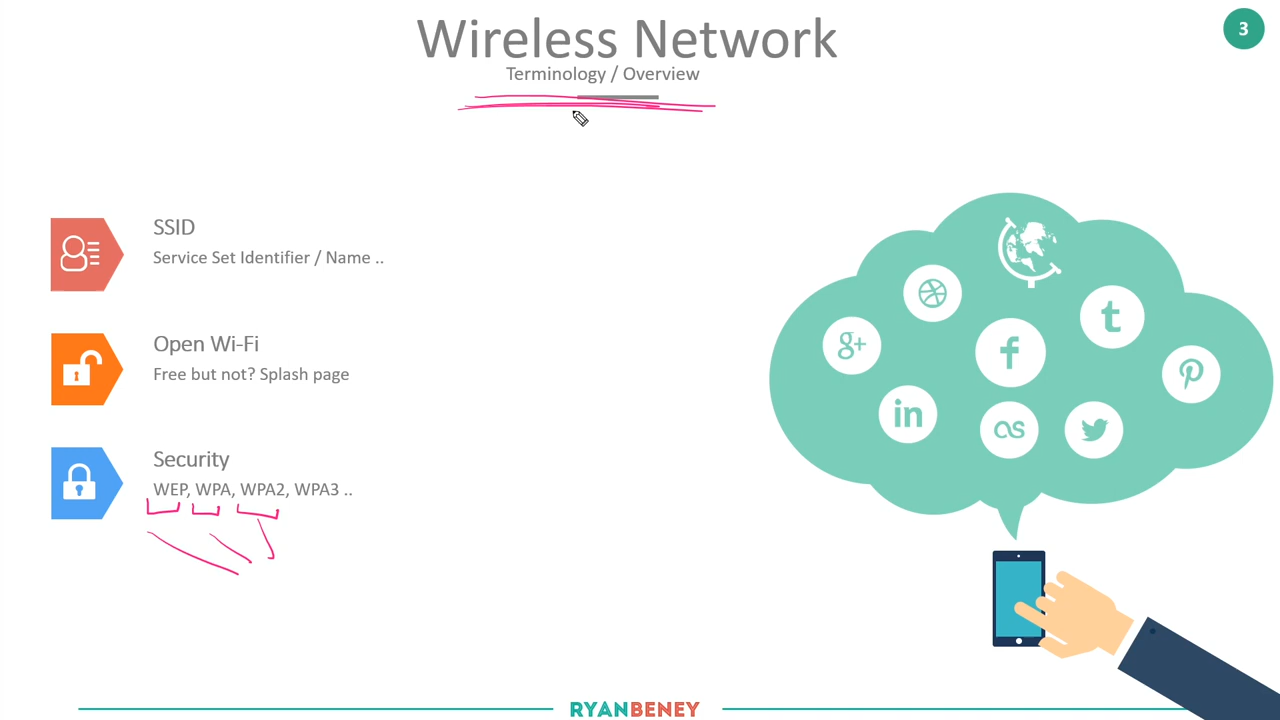 Wireless Network
3
Terminology / Overview
SSID
Service Set Identifier / Name ..
Open Wi-Fi
Free but not? Splash page
Security
WEP, WPA, WPA2, WPA3 ..
g+
t
f
in
RYANBENEY